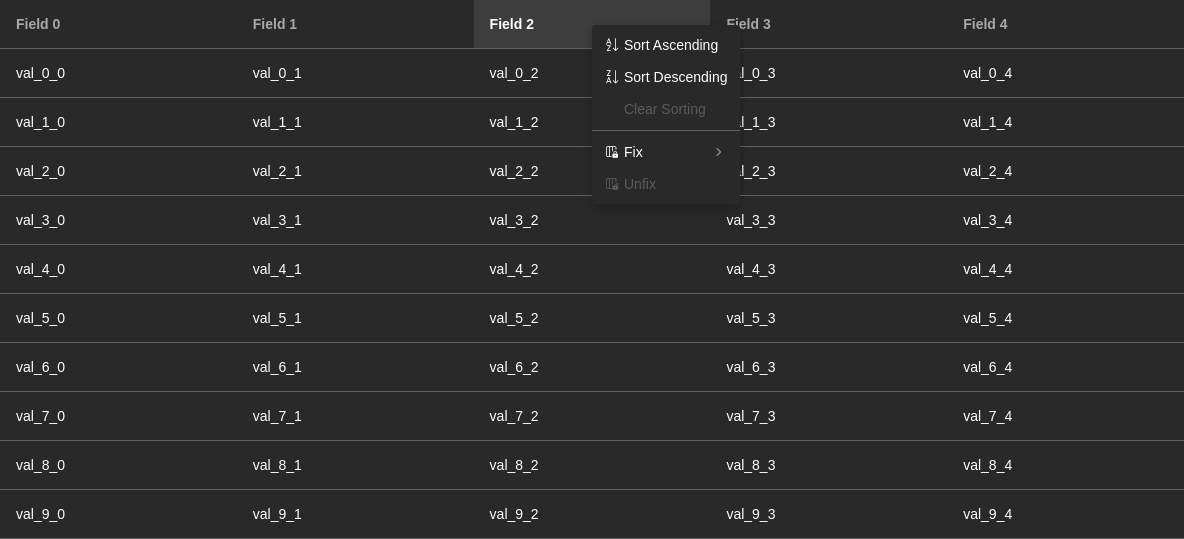 Field 0 Field 1 Field 2 Field 3 Field 4
Sort Ascending
val_0_0 val_0_1 val_0_2 al_0_3 val_0_4
Sort Descending
Clear Sorting
val_1_0 val_1_1 val_1_2 al_1_3 val_1_4
Fix
val_2_0 val_2_1 val_2_2 al_2_3 val_2_4
Unfix
val_3_0 val_3_1 val_3_2 val_3_3 val_3_4
val_4_0 val_4_1 val_4_2 val_4_3 val_4_4
val_5_0 val_5_1 val_5_2 val_5_3 val_5_4
val_6_0 val_6_1 val_6_2 val_6_3 val_6_4
val_7_0 val_7_1 val_7_2 val_7_3 val_7_4
val_8_0 val_8_1 val_8_2 val_8_3 val_8_4
val_9_0 val_9_1 val_9_2 val_9_3 val_9_4